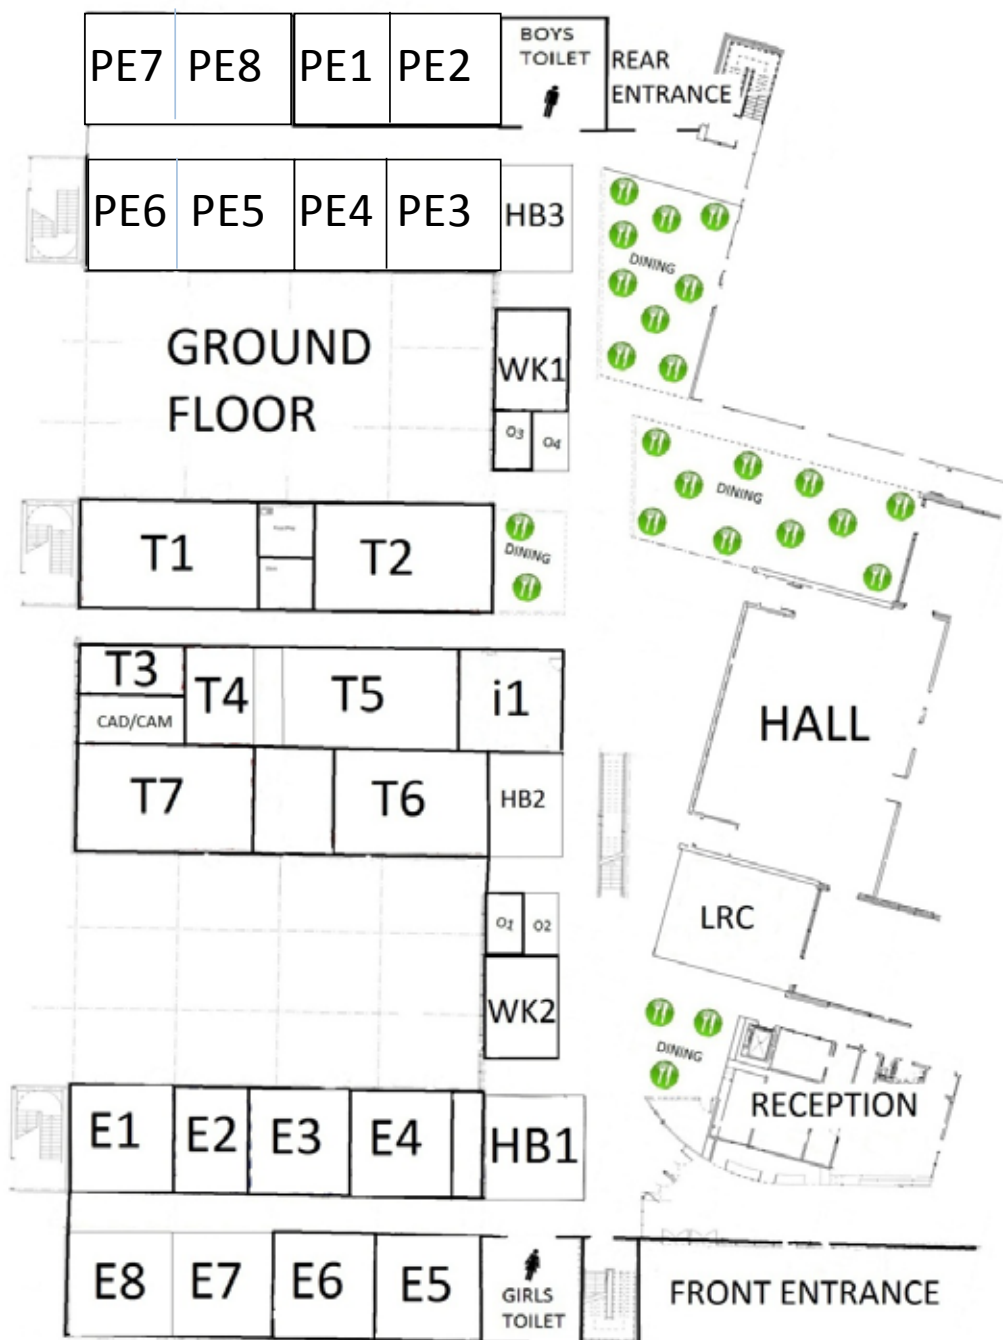 PE7 PE8 PE1 PE2
BOYS
TOILET
REAR
ENTRANCE
PE6 PE5 PE4 PE3 HB3
DINING
GROUND
FLOOR
WK1
O3 O4
DINING
T1 T2
DINING
T3 T4 T5 i1
CAD/CAM
HALL
T7 T6 HB2
LRC
O1 O2
WK2
DINING
RECEPTION
E1 E2 E3 E4 HB1
E8 E7 E6 E5
GIRLS
TOILET
FRONT ENTRANCE